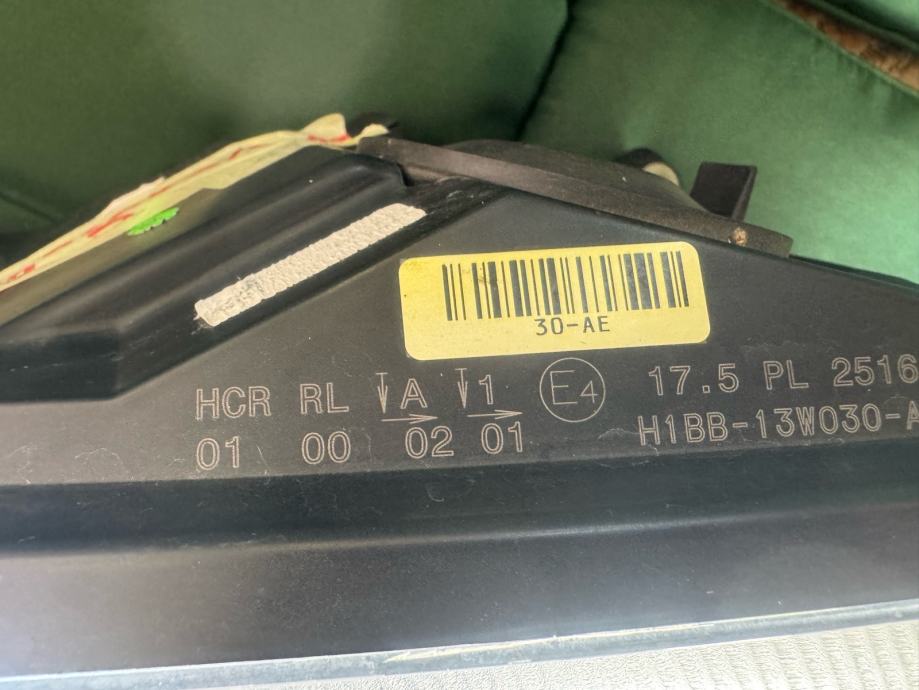 30-AE
HCR RL A 1 E4 17.5 PL 2516
01 00 02 01 H1BB-13W030-A